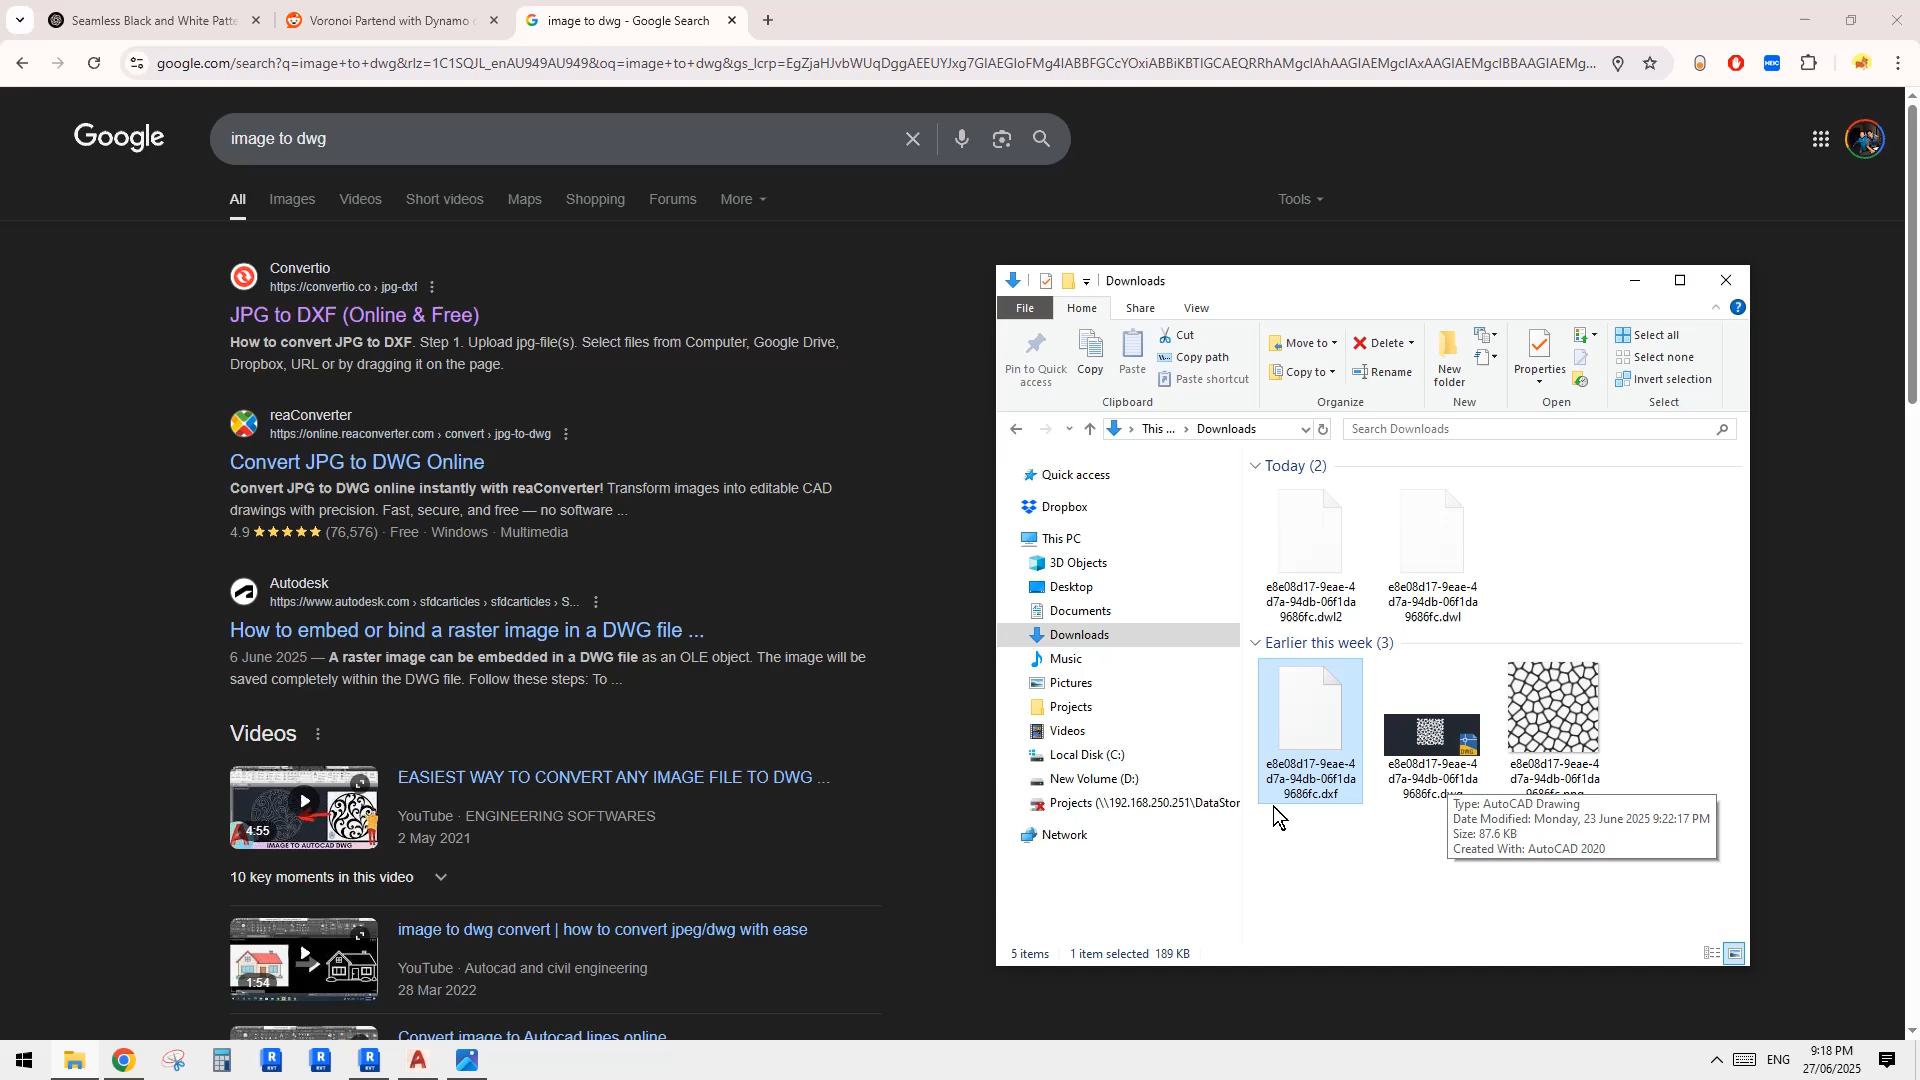 Seamless Black and White Patte
Voronoi Partend with Dynamo
image to dwg - Google Search
google.com/search?q=image+to+dwg&rlz=1C1SQJL_enAU949AU949&oq=image+to+dwg&gs_lcrp=
Google
image to dwg
All
Images
Videos
Short videos
Maps
Shopping
Forums
More
Tools
Convertio
https://convertio.co › jpg-dxf
JPG to DXF (Online & Free)
How to convert JPG to DXF. Step 1. Upload jpg-file(s). Select files from Computer, Google Drive,
Dropbox, URL or by dragging it on the page.
reaConverter
https://online.reaconverter.com › convert › jpg-to-dwg
Convert JPG to DWG Online
Convert JPG to DWG online instantly with reaConverter! Transform images into editable CAD
drawings with precision. Fast, secure, and free — no software ...
4.9 (76,576) · Free · Windows · Multimedia
Autodesk
https://www.autodesk.com › sfdcarticles › sfdcarticles › S...
How to embed or bind a raster image in a DWG file ...
6 June 2025 — A raster image can be embedded in a DWG file as an OLE object. The image will be
saved completely within the DWG file. Follow these steps: To ...
Videos
4:55
IMAGE TO AUTOCAD DWG
EASIEST WAY TO CONVERT ANY IMAGE FILE TO DWG ...
YouTube · ENGINEERING SOFTWARES
2 May 2021
10 key moments in this video
1:54
image to dwg convert | how to convert jpeg/dwg with ease
YouTube · Autocad and civil engineering
28 Mar 2022
Convert image to Autocad lines online
Downloads
File
Home
Share
View
Pin to Quick
access
Copy
Paste
Cut
Copy path
Paste shortcut
Clipboard
Move to
Copy to
Delete
Rename
Organize
New
folder
New
Properties
Open
Select all
Select none
Invert selection
Select
This ...
Downloads
Search Downloads
Quick access
Dropbox
This PC
3D Objects
Desktop
Documents
Downloads
Music
Pictures
Projects
Videos
Local Disk (C:)
New Volume (D:)
Projects (\\192.168.250.251\DataStor
Network
Today (2)
e8e08d17-9eae-4
d7a-94db-06f1da
9686fc.dwl2
e8e08d17-9eae-4
d7a-94db-06f1da
9686fc.dwl
Earlier this week (3)
e8e08d17-9eae-4
d7a-94db-06f1da
9686fc.dxf
DWG
e8e08d17-9eae-4
d7a-94db-06f1da
9686fc.dwg
e8e08d17-9eae-4
d7a-94db-06f1da
9686fc.png
Type: AutoCAD Drawing
Date Modified: Monday, 23 June 2025 9:22:17 PM
Size: 87.6 KB
Created With: AutoCAD 2020
5 items
1 item selected 189 KB
ENG
9:18 PM
27/06/2025